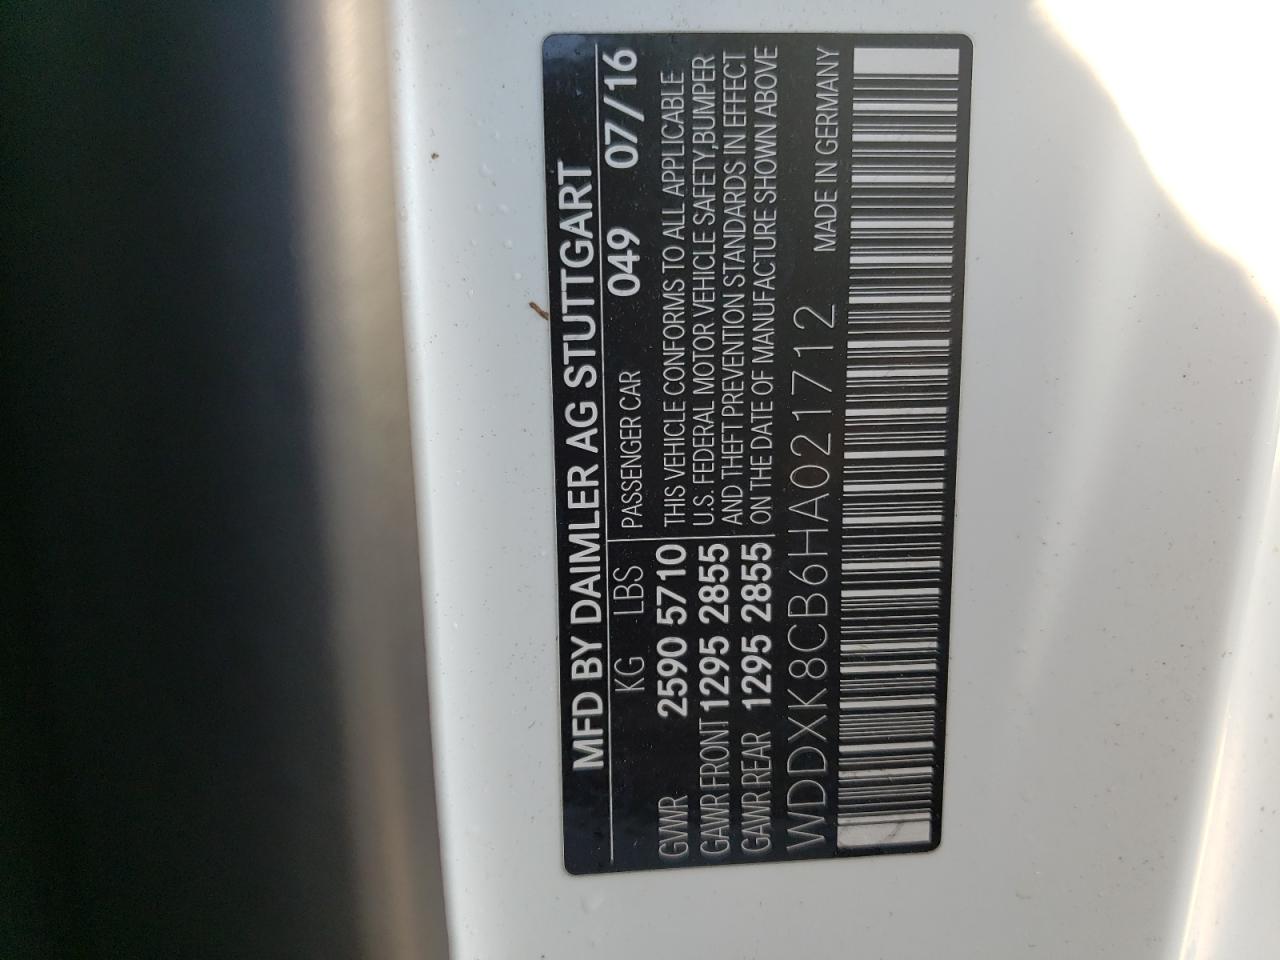 MFD BY DAIMLER AG STUTTGART
KG LBS PASSENGER CAR 049 07/16
GVWR 2590 5710
GAWR FRONT 1295 2855
GAWR REAR 1295 2855
THIS VEHICLE CONFORMS TO ALL APPLICABLE
U.S. FEDERAL MOTOR VEHICLE SAFETY,BUMPER
AND THEFT PREVENTION STANDARDS IN EFFECT
ON THE DATE OF MANUFACTURE SHOWN ABOVE
WDDXK8CB6HA021712 MADE IN GERMANY